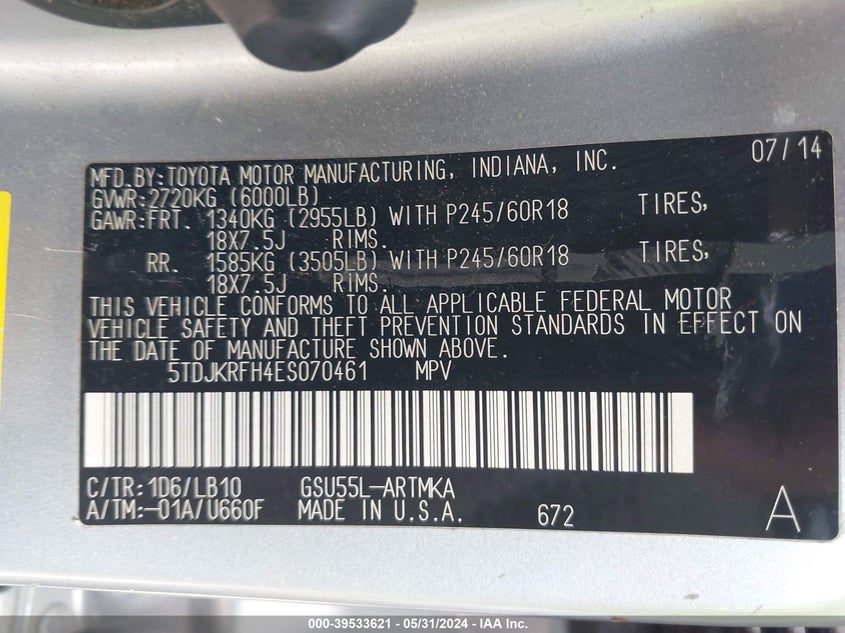 07/14
MFD.BY:TOYOTA MOTOR MANUFACTURING, INDIANA, INC.
GVWR:2720KG (6000LB)
GAWR:FRT. 1340KG (2955LB) WITH P245/60R18 TIRES,
18X7.5J RIMS.
RR. 1585KG (3505LB) WITH P245/60R18 TIRES,
18X7.5J RIMS.
THIS VEHICLE CONFORMS TO ALL APPLICABLE FEDERAL MOTOR
VEHICLE SAFETY AND THEFT PREVENTION STANDARDS IN EFFECT ON
THE DATE OF MANUFACTURE SHOWN ABOVE.
5TDJKRFH4ES070461 MPV
C/TR:1D6/LB10 GSU55L-ARTMKA
A/TM:-01A/U660F MADE IN U.S.A. 672 A
000-39533621 - 05/31/2024 - IAA Inc.